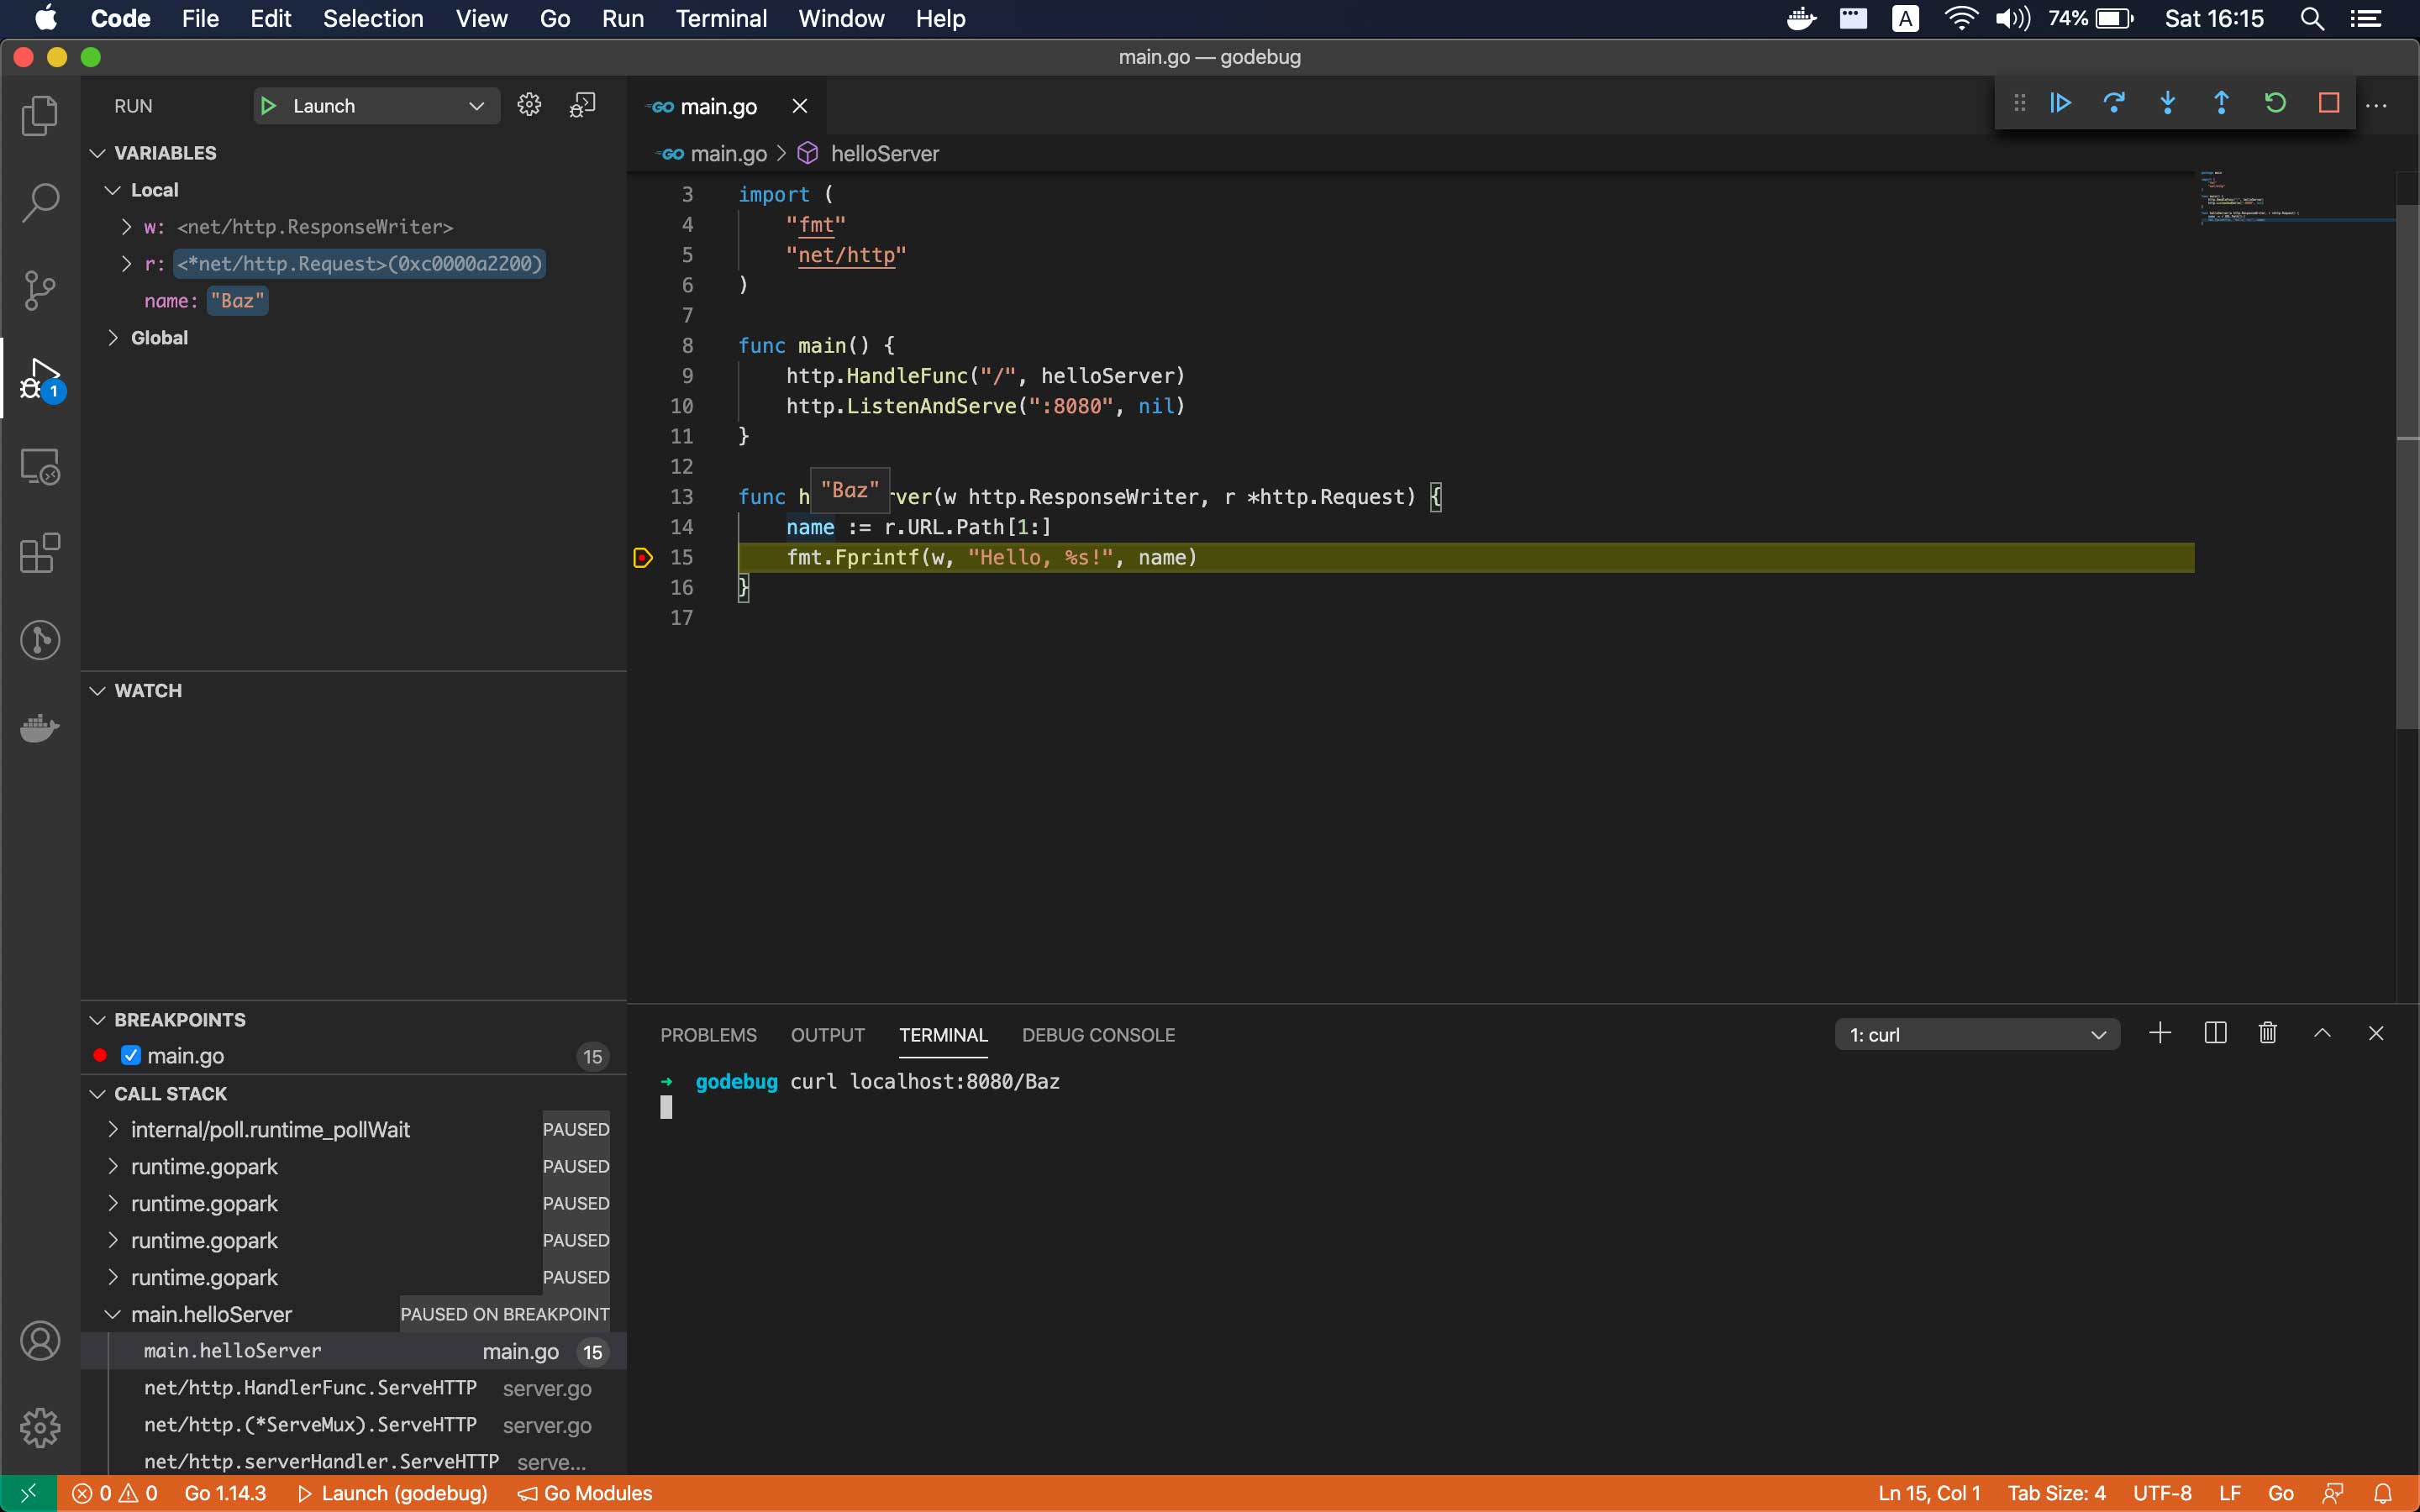 Code File Edit Selection View Go Run Terminal Window Help A 74% Sat 16:15
main.go — godebug
RUN Launch
VARIABLES
Local
w: <net/http.ResponseWriter>
r: <*net/http.Request>(0xc0000a2200)
name: "Baz"
Global
WATCH
BREAKPOINTS
main.go 15
CALL STACK
internal/poll.runtime_pollWait PAUSED
runtime.gopark PAUSED
runtime.gopark PAUSED
runtime.gopark PAUSED
runtime.gopark PAUSED
main.helloServer PAUSED ON BREAKPOINT
main.helloServer main.go 15
net/http.HandlerFunc.ServeHTTP server.go
net/http.(*ServeMux).ServeHTTP server.go
net/http.serverHandler.ServeHTTP serve...
1
GO main.go
GO main.go > helloServer
3 import (
4 "fmt"
5 "net/http"
6 )
7
8 func main() {
9 http.HandleFunc("/", helloServer)
10 http.ListenAndServe(":8080", nil)
11 }
12
"Baz"
13 func h rver(w http.ResponseWriter, r *http.Request) {
14 name := r.URL.Path[1:]
15 fmt.Fprintf(w, "Hello, %s!", name)
16 }
17
PROBLEMS OUTPUT TERMINAL DEBUG CONSOLE 1: curl
➜ godebug curl localhost:8080/Baz
0 0 Go 1.14.3 Launch (godebug) Go Modules Ln 15, Col 1 Tab Size: 4 UTF-8 LF Go